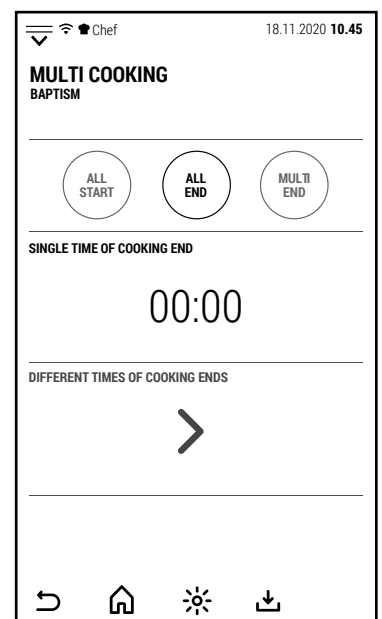 Chef 18.11.2020 10.45
MULTI COOKING
BAPTISM
ALL START
ALL END
MULTI END
SINGLE TIME OF COOKING END
00:00
DIFFERENT TIMES OF COOKING ENDS